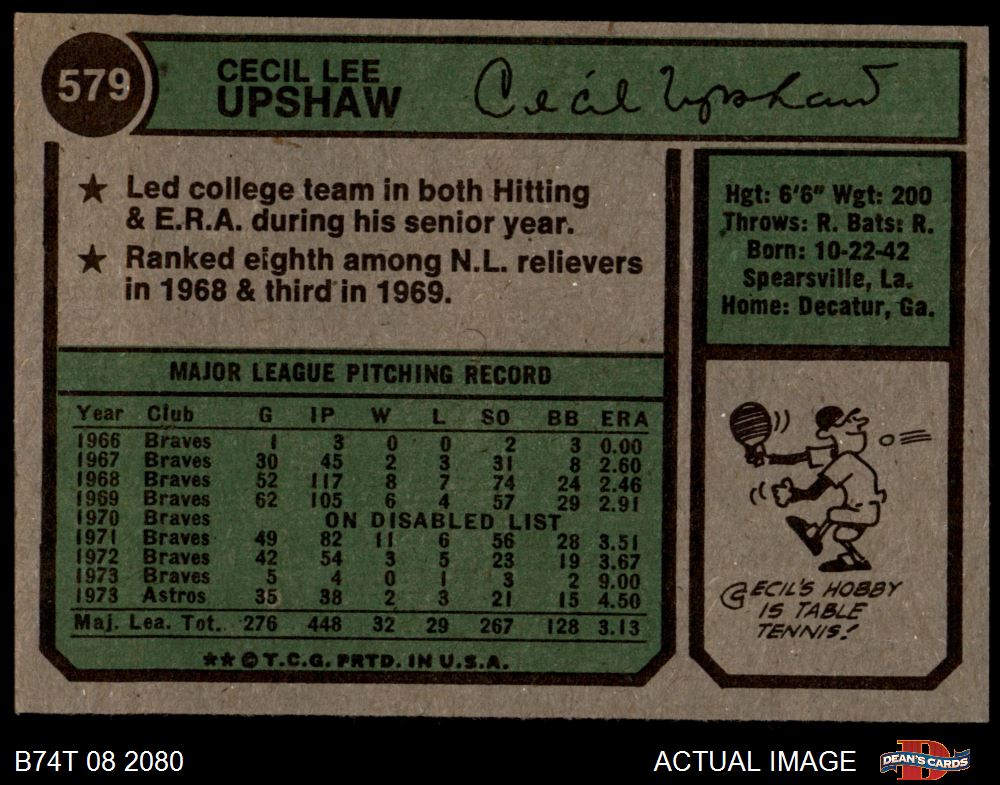 579
CECIL LEE
UPSHAW
Cecil Upshaw
★ Led college team in both Hitting
& E.R.A. during his senior year.
★ Ranked eighth among N.L. relievers
in 1968 & third in 1969.
Hgt: 6'6" Wgt: 200
Throws: R. Bats: R.
Born: 10-22-42
Spearsville, La.
Home: Decatur, Ga.
MAJOR LEAGUE PITCHING RECORD
Year Club G IP W L SO BB ERA
1966 Braves 1 3 0 0 2 3 0.00
1967 Braves 30 45 2 3 31 8 2.60
1968 Braves 52 117 8 7 74 24 2.46
1969 Braves 62 105 6 4 57 29 2.91
1970 Braves ON DISABLED LIST
1971 Braves 49 82 11 6 56 28 3.51
1972 Braves 42 54 3 5 23 19 3.67
1973 Braves 5 4 0 1 3 2 9.00
1973 Astros 35 38 2 3 21 15 4.50
Maj. Lea. Tot. 276 448 32 29 267 128 3.13
★★ © T.C.G. PRTD. IN U.S.A.
CECIL'S HOBBY
IS TABLE
TENNIS!
B74T 08 2080
ACTUAL IMAGE
DEAN'S CARDS